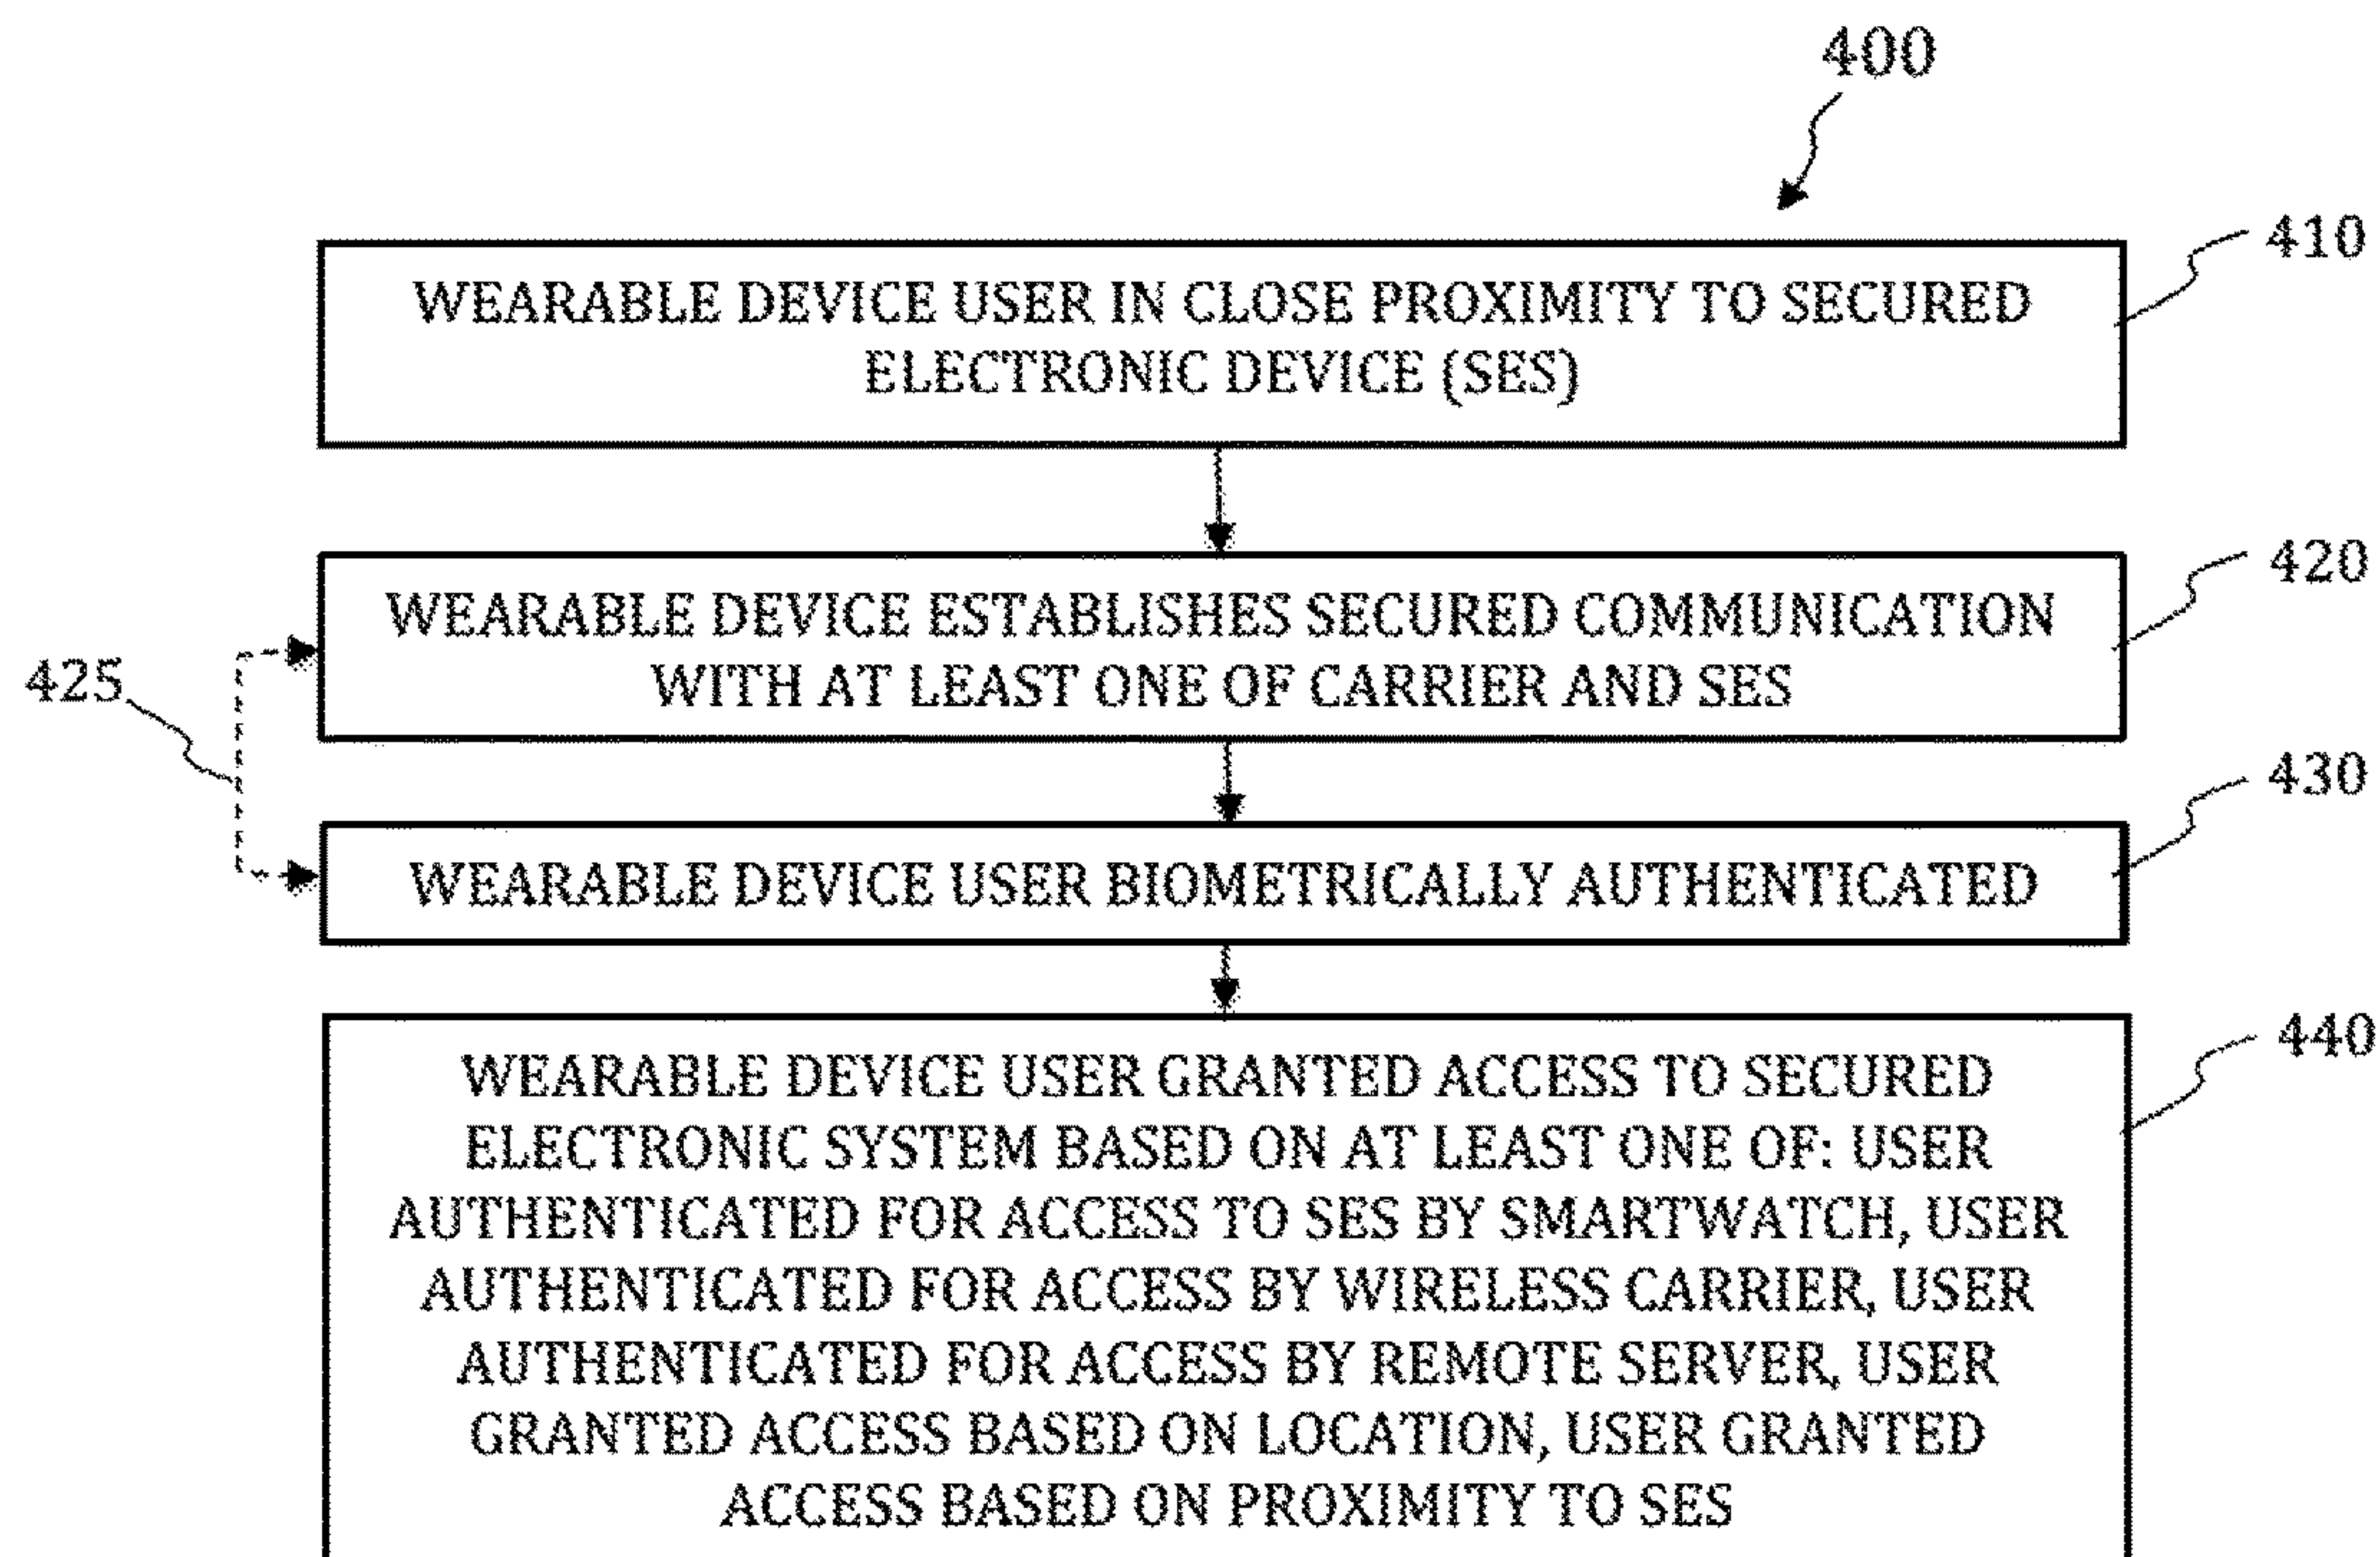 400
410
WEARABLE DEVICE USER IN CLOSE PROXIMITY TO SECURED
ELECTRONIC DEVICE (SES)
420
WEARABLE DEVICE ESTABLISHES SECURED COMMUNICATION
WITH AT LEAST ONE OF CARRIER AND SES
425
430
WEARABLE DEVICE USER BIOMETRICALLY AUTHENTICATED
440
WEARABLE DEVICE USER GRANTED ACCESS TO SECURED
ELECTRONIC SYSTEM BASED ON AT LEAST ONE OF: USER
AUTHENTICATED FOR ACCESS TO SES BY SMARTWATCH, USER
AUTHENTICATED FOR ACCESS BY WIRELESS CARRIER, USER
AUTHENTICATED FOR ACCESS BY REMOTE SERVER, USER
GRANTED ACCESS BASED ON LOCATION, USER GRANTED
ACCESS BASED ON PROXIMITY TO SES